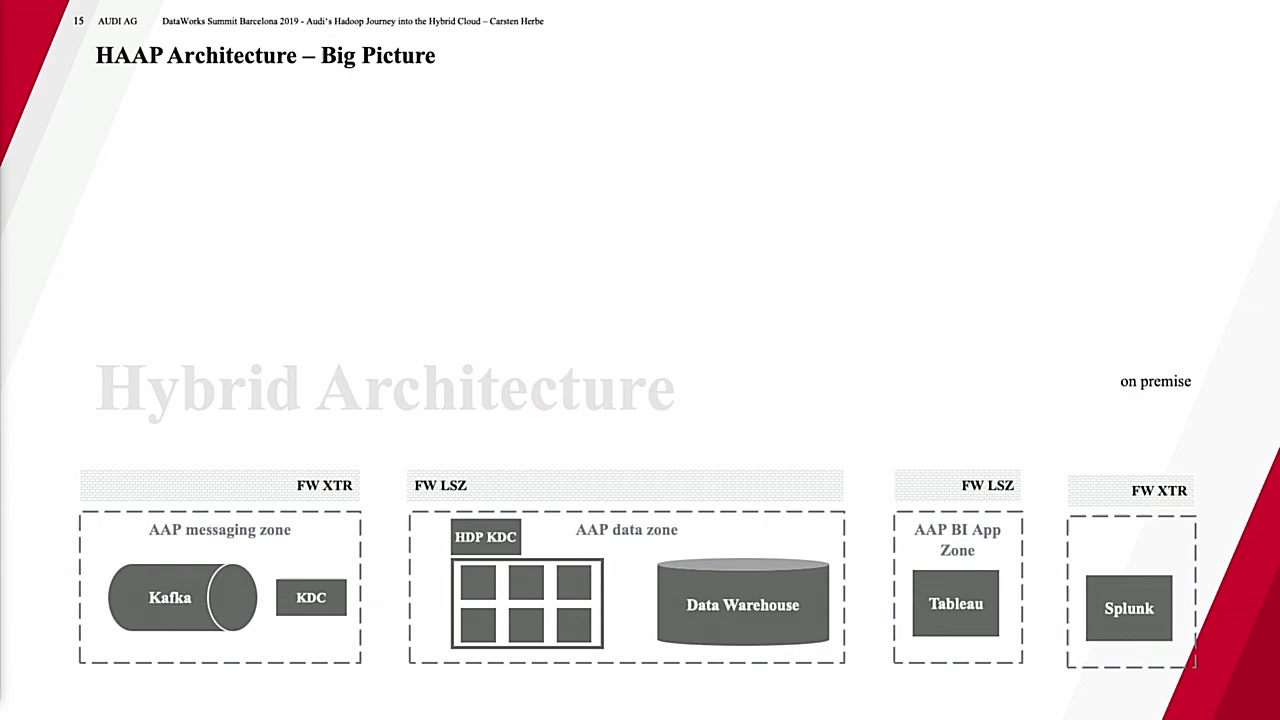 15 AUDI AG DataWorks Summit Barcelona 2019 - Audi's Hadoop Journey into the Hybrid Cloud – Carsten Herbe
HAAP Architecture – Big Picture
Hybrid Architecture
on premise
FW XTR
FW LSZ
FW LSZ
FW XTR
AAP messaging zone
Kafka
KDC
HDP KDC
AAP data zone
Data Warehouse
AAP BI App
Zone
Tableau
Splunk